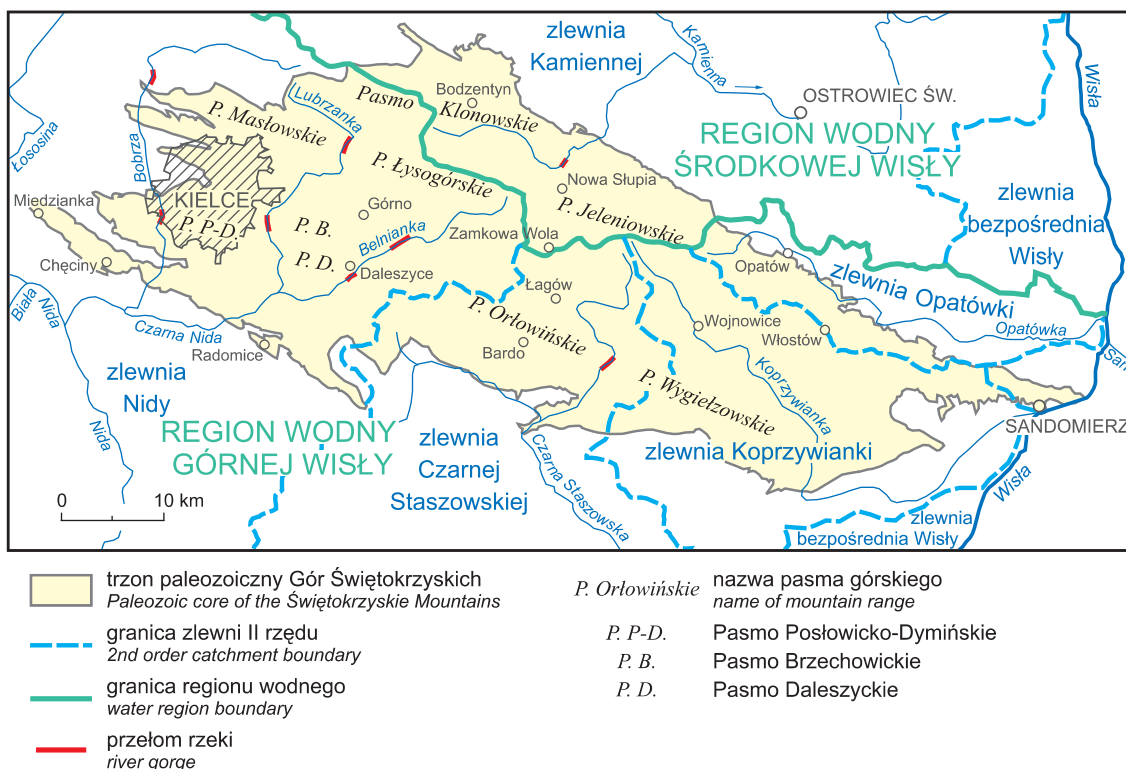 zlewnia
Kamiennej
Kamienna
Wisła
OSTROWIEC ŚW.
REGION WODNY
ŚRODKOWEJ WISŁY
zlewnia
bezpośrednia
Wisły
Bodzentyn
Lubrzanka
Pasmo
Klonowskie
P. Masłowskie
Łososina
Bobrza
P. Łysogórskie
Nowa Słupia
Miedzianka
KIELCE
P. P-D.
Górno
P. B.
Belnianka
Zamkowa Wola
P. Jeleniowskie
Chęciny
P. D.
Daleszyce
Opatów
zlewnia Opatówki
Opatówka
Łagów
Biała
Nida
Czarna Nida
Radomice
P. Orłowińskie
Bardo
Wojnowice
Włostów
San
zlewnia
Nidy
Nida
Koprzywianka
P. Wygiełzowskie
SANDOMIERZ
REGION WODNY
GÓRNEJ WISŁY
zlewnia
Czarnej
Staszowskiej
Czarna Staszowska
zlewnia Koprzywianki
Wisła
zlewnia
bezpośrednia Wisły
0 10 km
trzon paleozoiczny Gór Świętokrzyskich
Paleozoic core of the Świętokrzyskie Mountains
granica zlewni II rzędu
2nd order catchment boundary
granica regionu wodnego
water region boundary
przełom rzeki
river gorge
P. Orłowińskie nazwa pasma górskiego
name of mountain range
P. P-D. Pasmo Posłowicko-Dymińskie
P. B. Pasmo Brzechowickie
P. D. Pasmo Daleszyckie